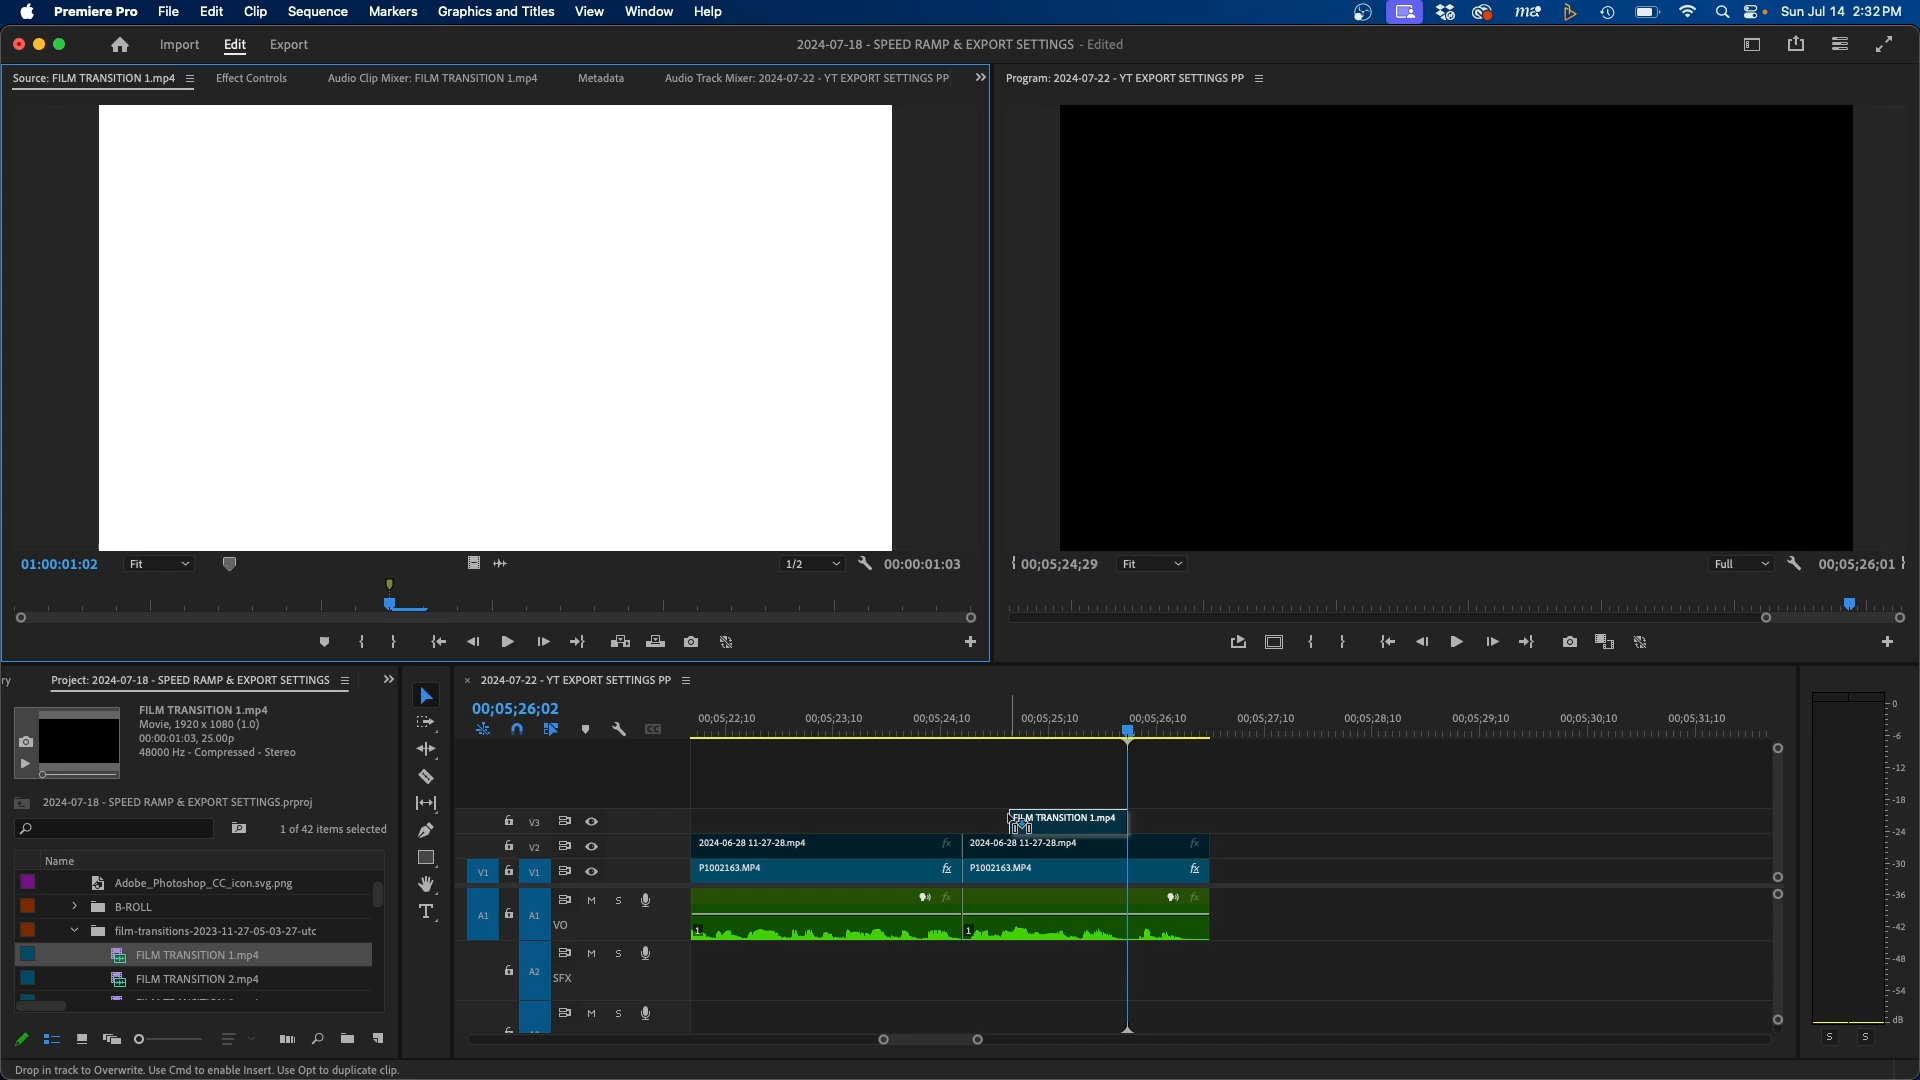 Premiere Pro File Edit Clip Sequence Markers Graphics and Titles View Window Help Sun Jul 14 2:32 PM
Import Edit Export 2024-07-18 - SPEED RAMP & EXPORT SETTINGS - Edited
Source: FILM TRANSITION 1.mp4 Effect Controls Audio Clip Mixer: FILM TRANSITION 1.mp4 Metadata Audio Track Mixer: 2024-07-22 - YT EXPORT SETTINGS PP
Program: 2024-07-22 - YT EXPORT SETTINGS PP
01:00:01:02 Fit 1/2 00:00:01:03
00;05;24;29 Fit Full 00;05;26;01
ry Project: 2024-07-18 - SPEED RAMP & EXPORT SETTINGS
FILM TRANSITION 1.mp4
Movie, 1920 x 1080 (1.0)
00:00:01:03, 25.00p
48000 Hz - Compressed - Stereo
2024-07-18 - SPEED RAMP & EXPORT SETTINGS.prproj
1 of 42 items selected
Name
Adobe_Photoshop_CC_icon.svg.png
B-ROLL
film-transitions-2023-11-27-05-03-27-utc
FILM TRANSITION 1.mp4
FILM TRANSITION 2.mp4
× 2024-07-22 - YT EXPORT SETTINGS PP
00;05;26;02
00;05;22;10 00;05;23;10 00;05;24;10 00;05;25;10 00;05;26;10 00;05;27;10 00;05;28;10 00;05;29;10 00;05;30;10 00;05;31;10
CC
V3 FILM TRANSITION 1.mp4
V2 2024-06-28 11-27-28.mp4 fx 2024-06-28 11-27-28.mp4 fx
V1 V1 P1002163.MP4 fx P1002163.MP4 fx
A1 A1 M S fx fx
VO 1 1
A2 M S
SFX
M S
0
-6
-12
-18
-24
-30
-36
-42
-48
-54
dB
S S
Drop in track to Overwrite. Use Cmd to enable Insert. Use Opt to duplicate clip.